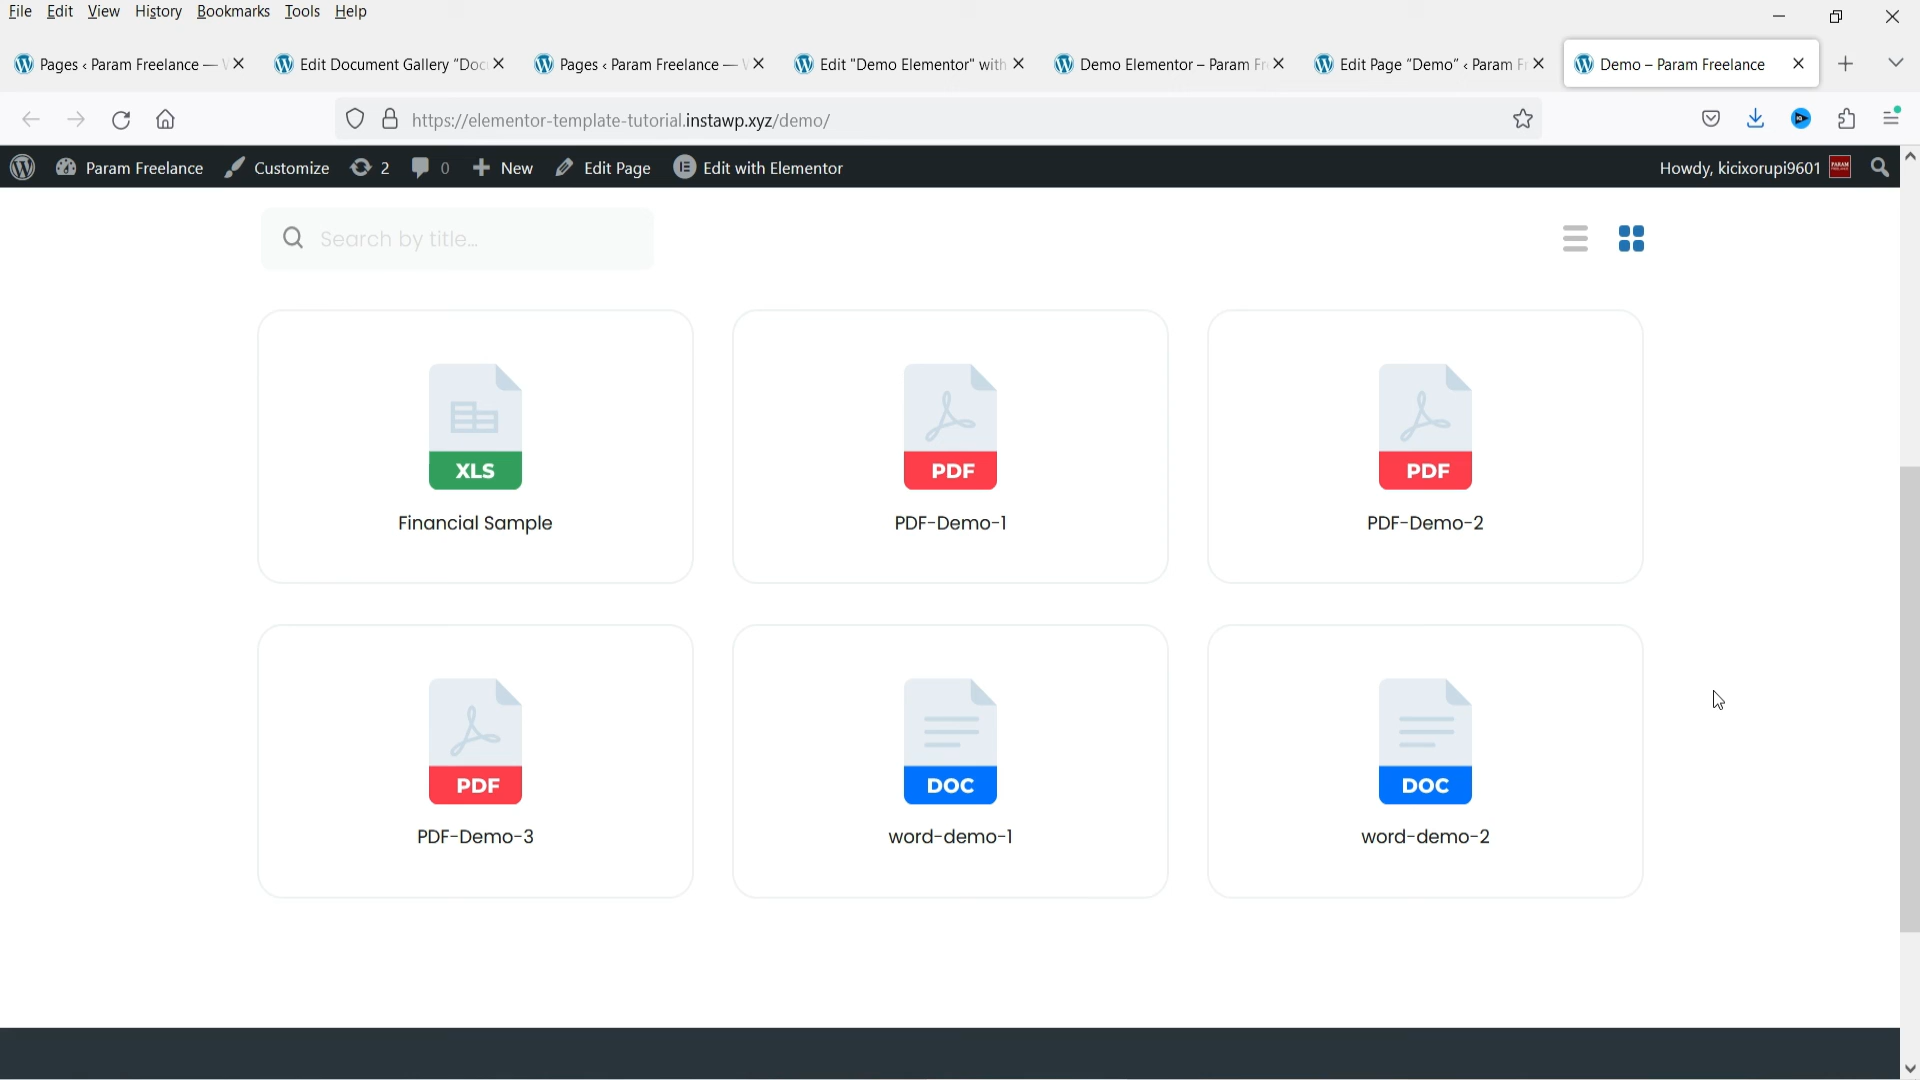 File Edit View History Bookmarks Tools Help
Pages ‹ Param Freelance — Edit Document Gallery “Doc Pages ‹ Param Freelance — Edit "Demo Elementor" with Demo Elementor – Param Fr Edit Page “Demo” ‹ Param F Demo – Param Freelance
https://elementor-template-tutorial.instawp.xyz/demo/
Param Freelance Customize 2 0 New Edit Page Edit with Elementor Howdy, kicixorupi9601
Search by title...
XLS PDF PDF
Financial Sample PDF-Demo-1 PDF-Demo-2
PDF DOC DOC
PDF-Demo-3 word-demo-1 word-demo-2